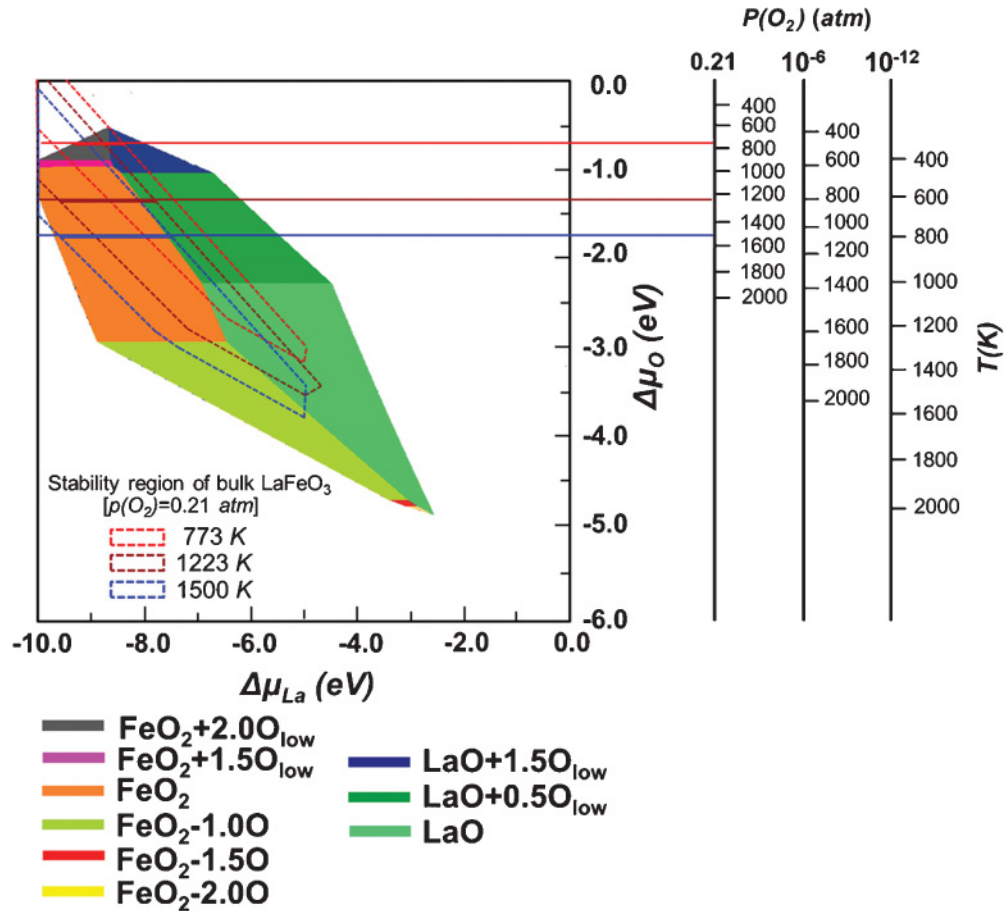 P(O2) (atm)
0.21 10-6 10-12
0.0
-1.0
-2.0
-3.0
-4.0
-5.0
-6.0
ΔμO (eV)
400
600
800
1000
1200
1400
1600
1800
2000
400
600
800
1000
1200
1400
1600
1800
2000
400
600
800
1000
1200
1400
1600
1800
2000
T(K)
Stability region of bulk LaFeO3
[p(O2)=0.21 atm]
773 K
1223 K
1500 K
-10.0 -8.0 -6.0 -4.0 -2.0 0.0
ΔμLa (eV)
FeO2+2.0Olow
FeO2+1.5Olow
FeO2
FeO2-1.0O
FeO2-1.5O
FeO2-2.0O
LaO+1.5Olow
LaO+0.5Olow
LaO